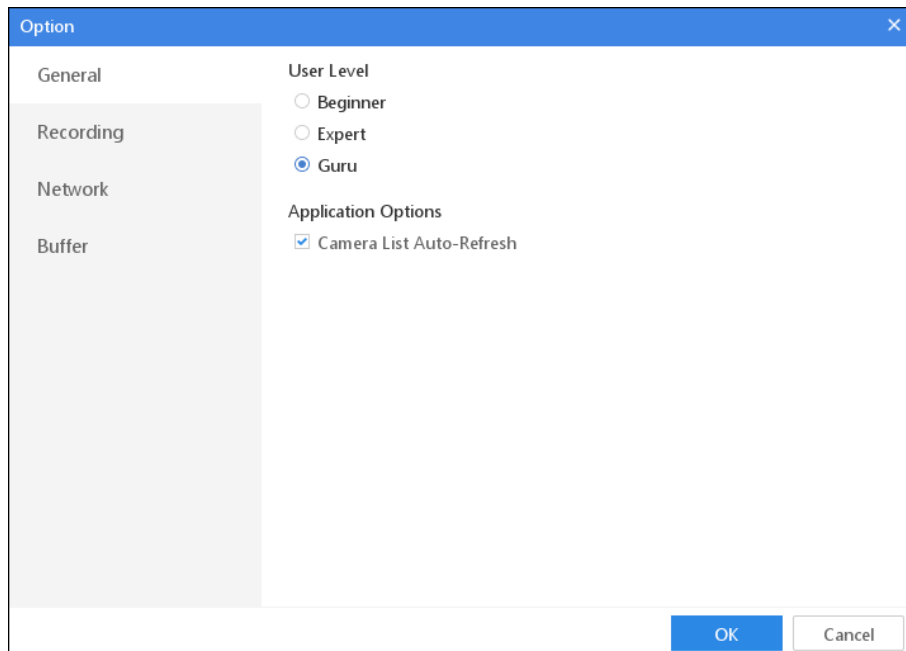 Option
General
Recording
Network
Buffer
User Level
Beginner
Expert
Guru
Application Options
Camera List Auto-Refresh
OK
Cancel